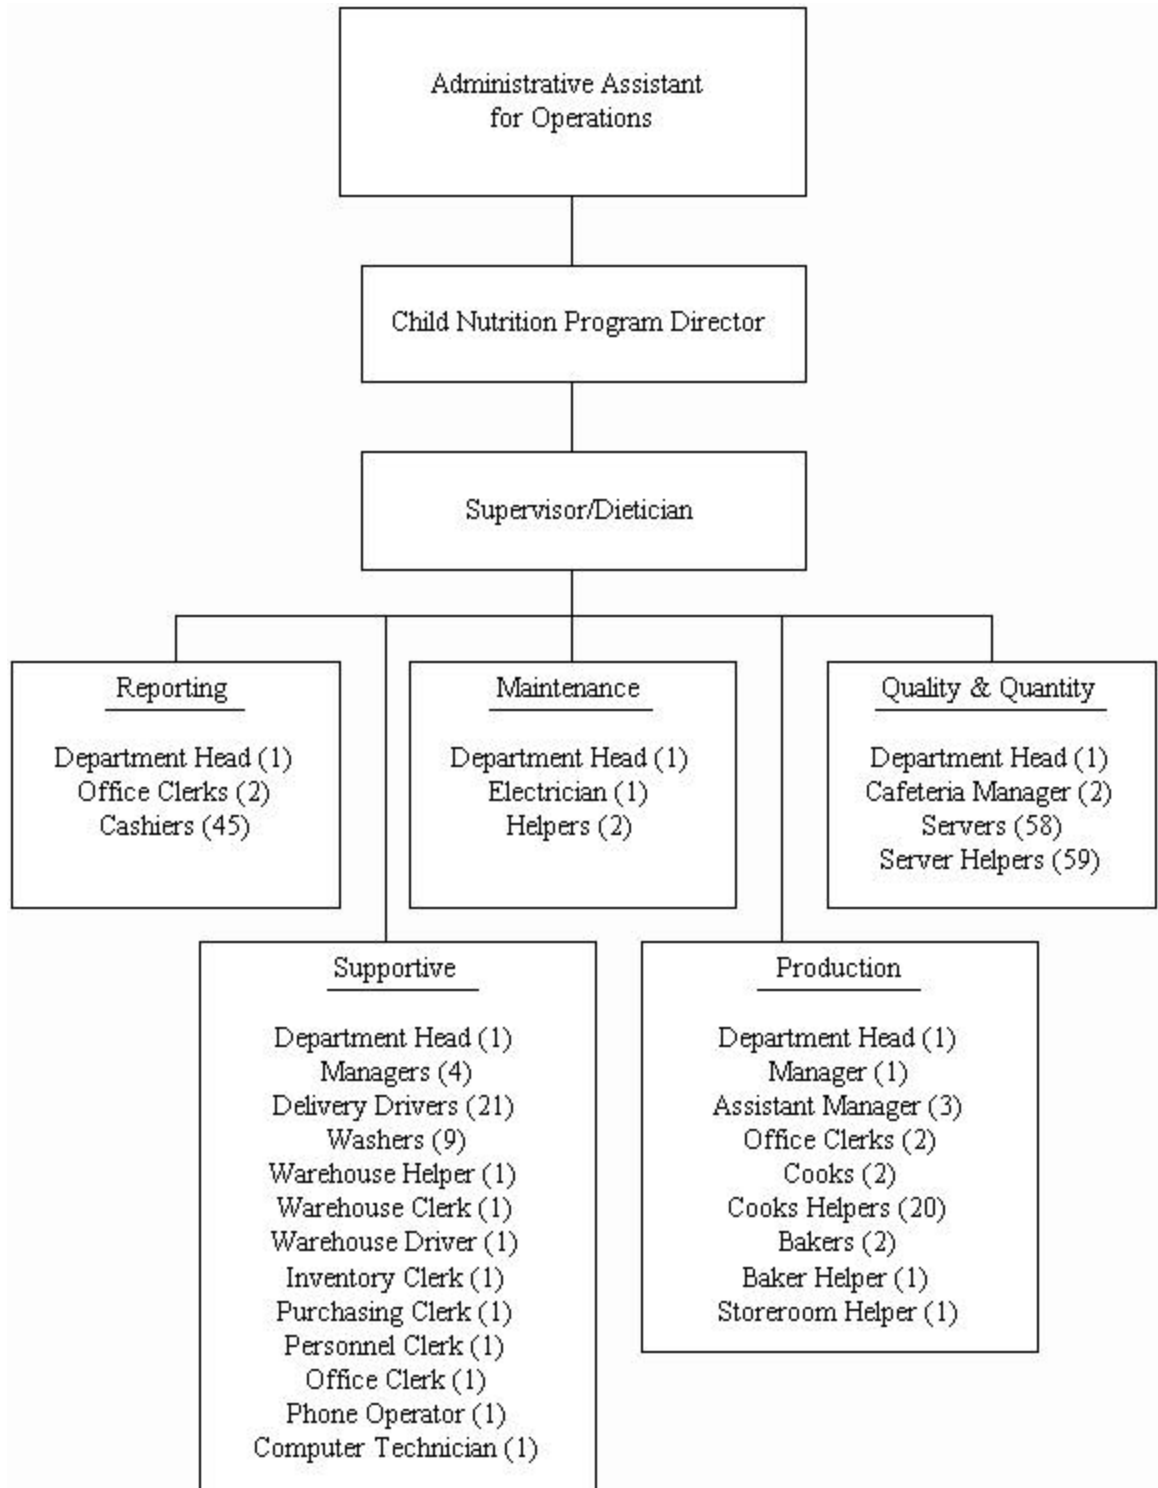 Administrative Assistant
for Operations
Child Nutrition Program Director
Supervisor/Dietician
Reporting
Department Head (1)
Office Clerks (2)
Cashiers (45)
Maintenance
Department Head (1)
Electrician (1)
Helpers (2)
Quality & Quantity
Department Head (1)
Cafeteria Manager (2)
Servers (58)
Server Helpers (59)
Supportive
Department Head (1)
Managers (4)
Delivery Drivers (21)
Washers (9)
Warehouse Helper (1)
Warehouse Clerk (1)
Warehouse Driver (1)
Inventory Clerk (1)
Purchasing Clerk (1)
Personnel Clerk (1)
Office Clerk (1)
Phone Operator (1)
Computer Technician (1)
Production
Department Head (1)
Manager (1)
Assistant Manager (3)
Office Clerks (2)
Cooks (2)
Cooks Helpers (20)
Bakers (2)
Baker Helper (1)
Storeroom Helper (1)